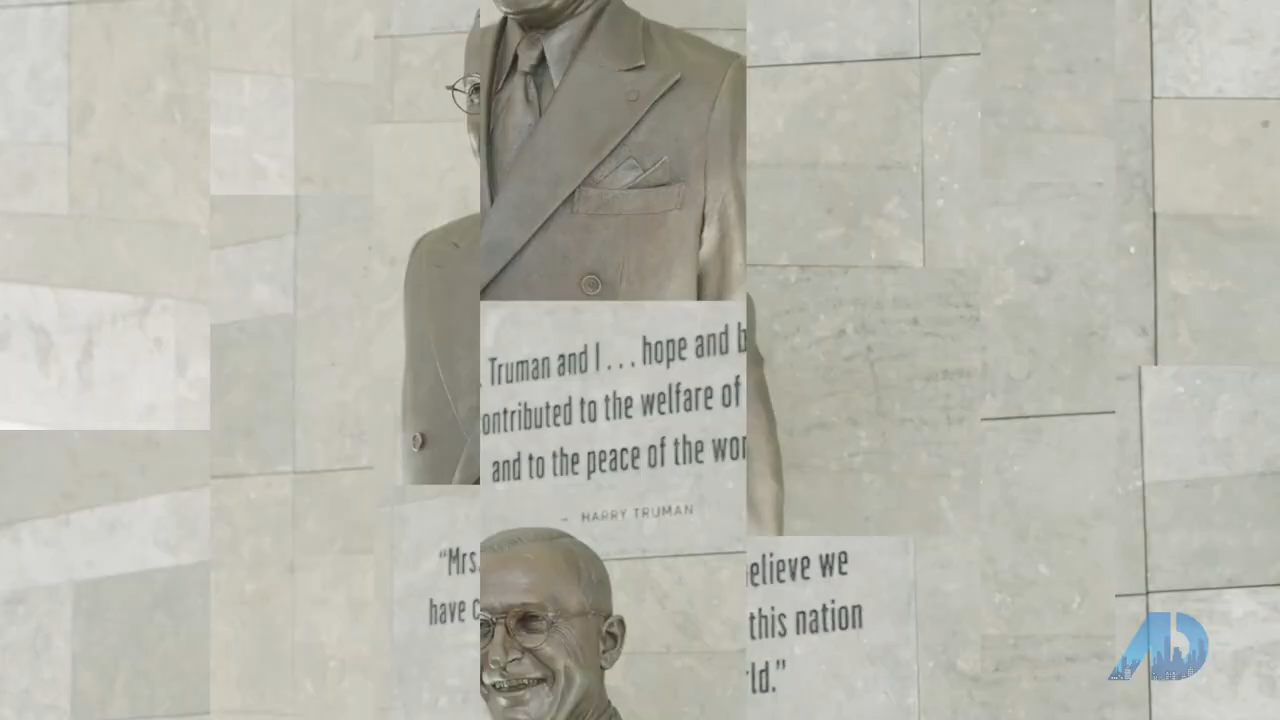 . Truman and I . . . hope and b
ontributed to the welfare of
and to the peace of the wor
– HARRY TRUMAN
“Mrs.
have c
elieve we
this nation
ld.”